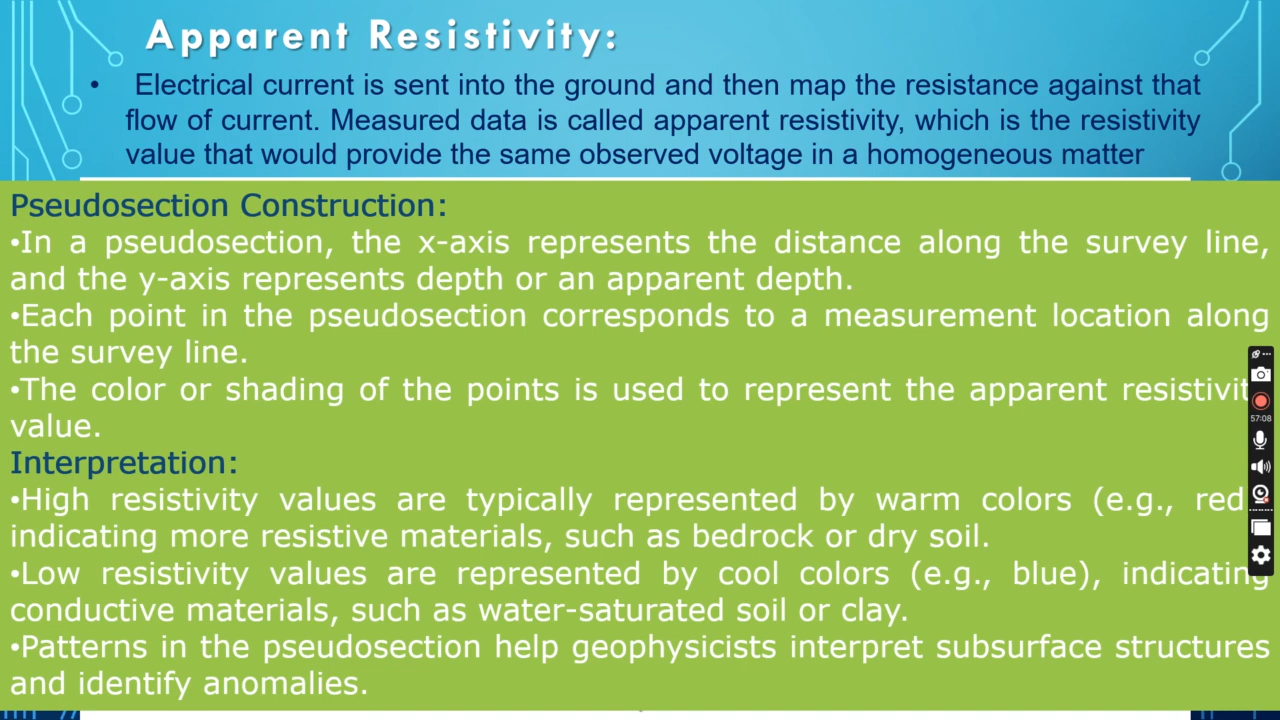 Apparent Resistivity:
• Electrical current is sent into the ground and then map the resistance against that
flow of current. Measured data is called apparent resistivity, which is the resistivity
value that would provide the same observed voltage in a homogeneous matter
Pseudosection Construction:
•In a pseudosection, the x-axis represents the distance along the survey line,
and the y-axis represents depth or an apparent depth.
•Each point in the pseudosection corresponds to a measurement location along
the survey line.
•The color or shading of the points is used to represent the apparent resistivit
value.
Interpretation:
•High resistivity values are typically represented by warm colors (e.g., red
indicating more resistive materials, such as bedrock or dry soil.
•Low resistivity values are represented by cool colors (e.g., blue), indicating
conductive materials, such as water-saturated soil or clay.
•Patterns in the pseudosection help geophysicists interpret subsurface structures
and identify anomalies.
57:08